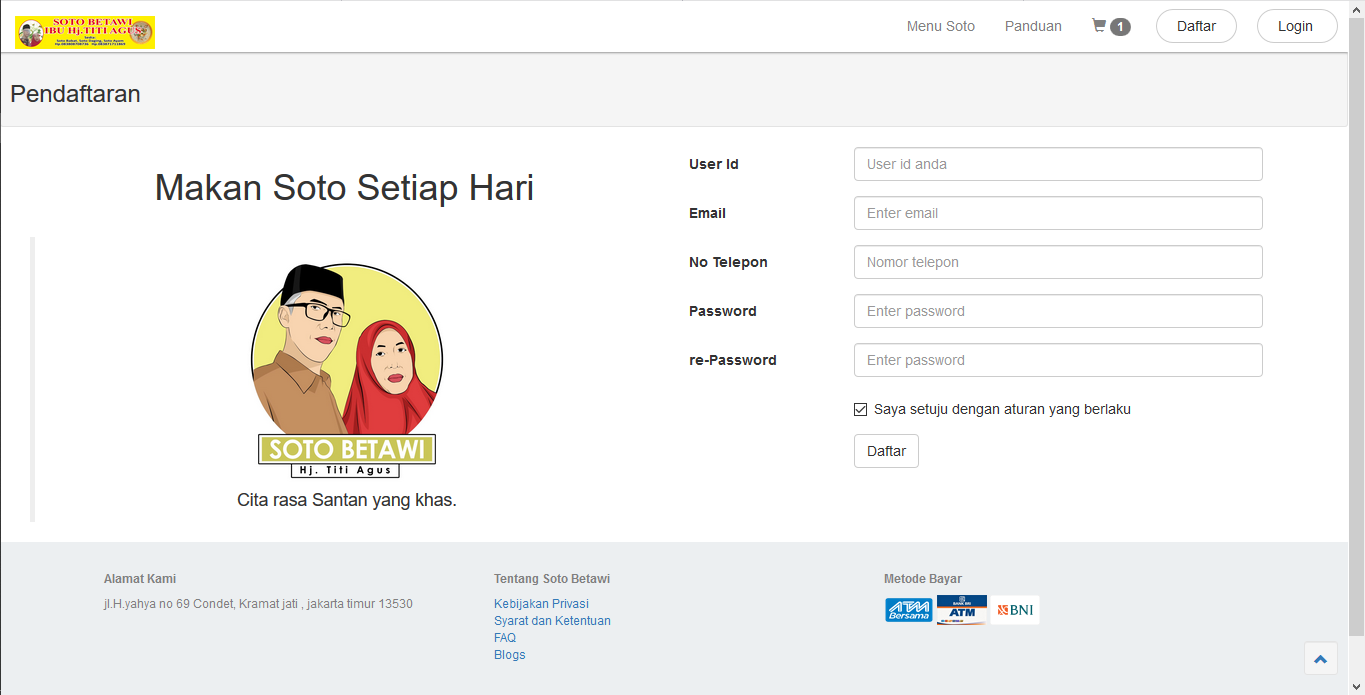 SOTO BETAWI
IBU Hj.TITI AGUS
Menu Soto
Panduan
1
Daftar
Login
Pendaftaran
Makan Soto Setiap Hari
SOTO BETAWI
Hj. Titi Agus
Cita rasa Santan yang khas.
User Id
User id anda
Email
Enter email
No Telepon
Nomor telepon
Password
Enter password
re-Password
Enter password
Saya setuju dengan aturan yang berlaku
Daftar
Alamat Kami
jl.H.yahya no 69 Condet, Kramat jati , jakarta timur 13530
Tentang Soto Betawi
Kebijakan Privasi
Syarat dan Ketentuan
FAQ
Blogs
Metode Bayar
ATM
Bersama
BANK BRI
ATM
BNI